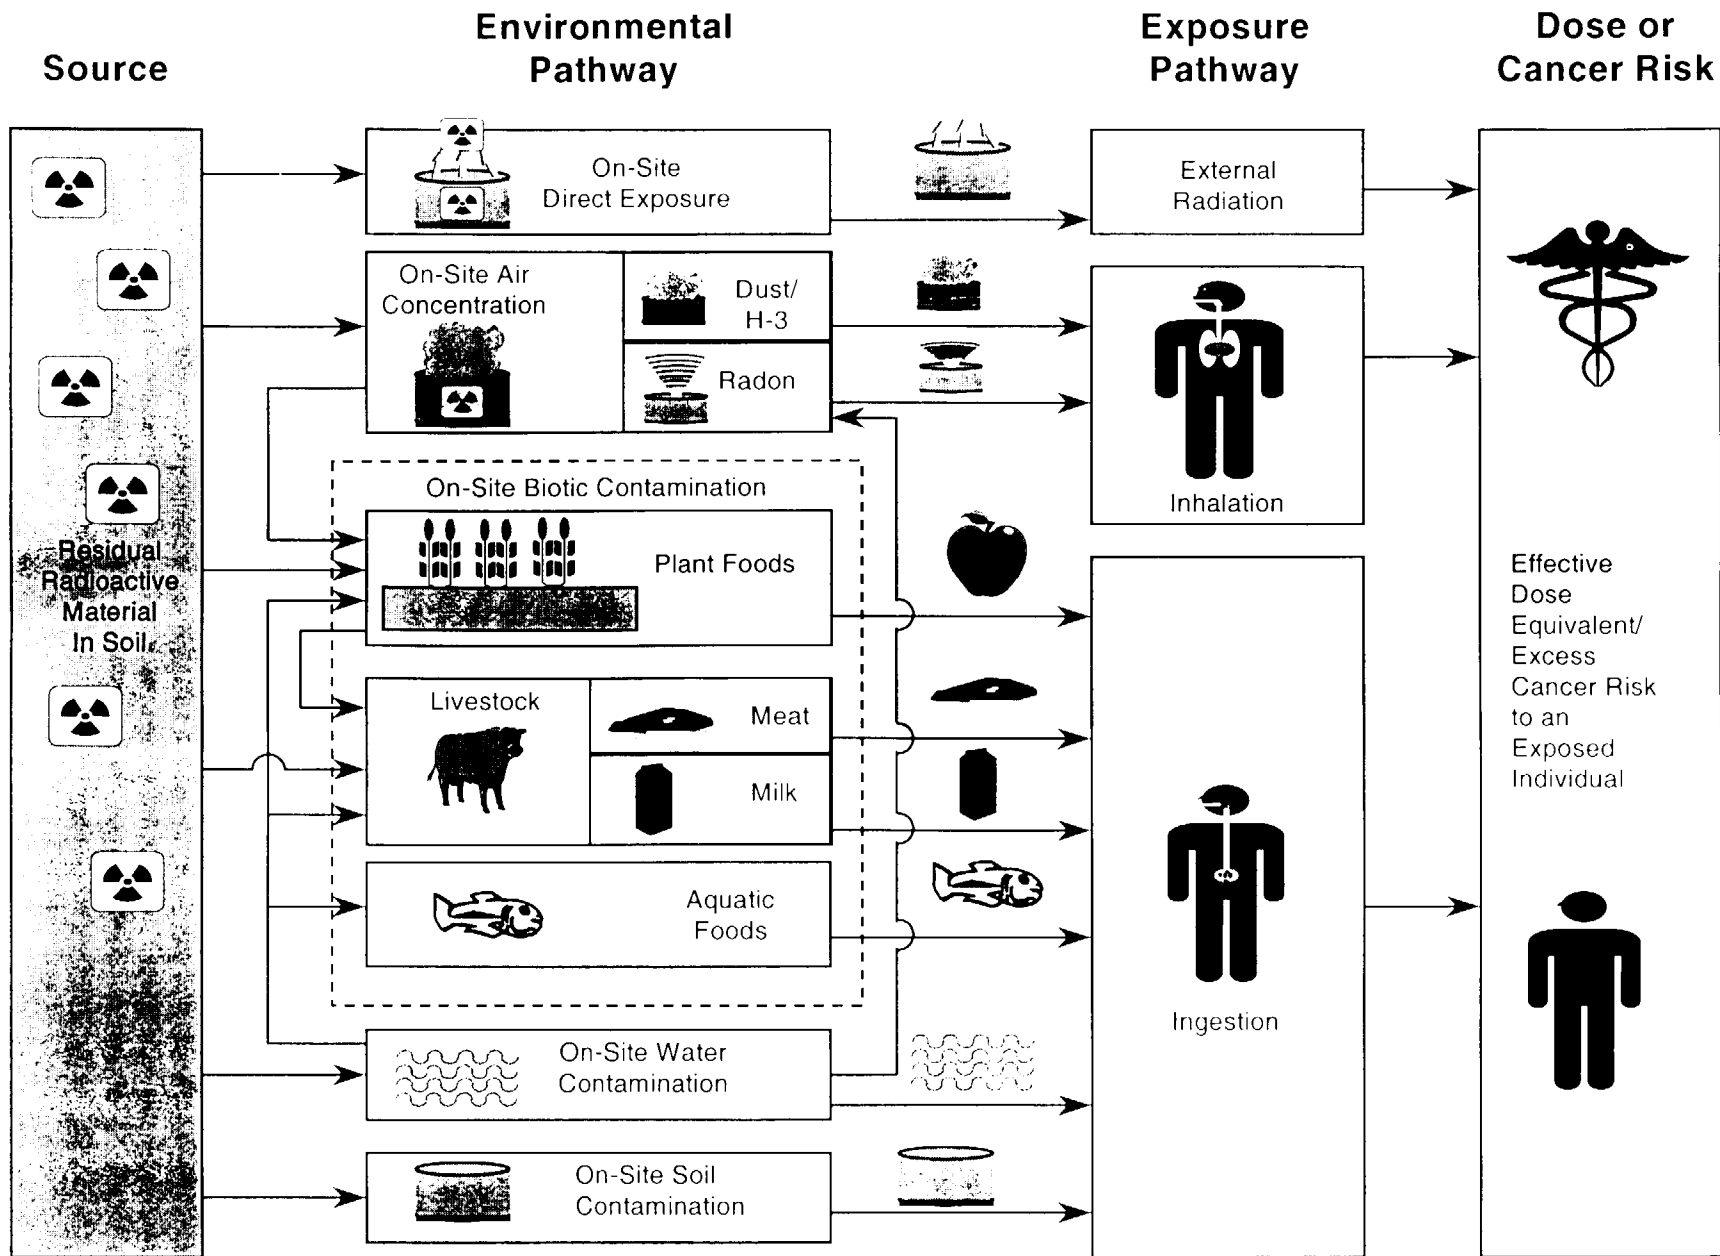 Source
Environmental
Pathway
Exposure
Pathway
Dose or
Cancer Risk
Residual
Radioactive
Material
In Soil
On-Site
Direct Exposure
On-Site Air
Concentration
Dust/
H-3
Radon
On-Site Biotic Contamination
Plant Foods
Livestock
Meat
Milk
Aquatic
Foods
On-Site Water
Contamination
On-Site Soil
Contamination
External
Radiation
Inhalation
Ingestion
Effective
Dose
Equivalent/
Excess
Cancer Risk
to an
Exposed
Individual